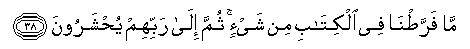 مَّا فَرَّطْنَا فِى ٱلْكِتَٰبِ مِن شَىْءٍۢ ۚ ثُمَّ إِلَىٰ رَبِّهِمْ يُحْشَرُونَ ﴿٣٨﴾